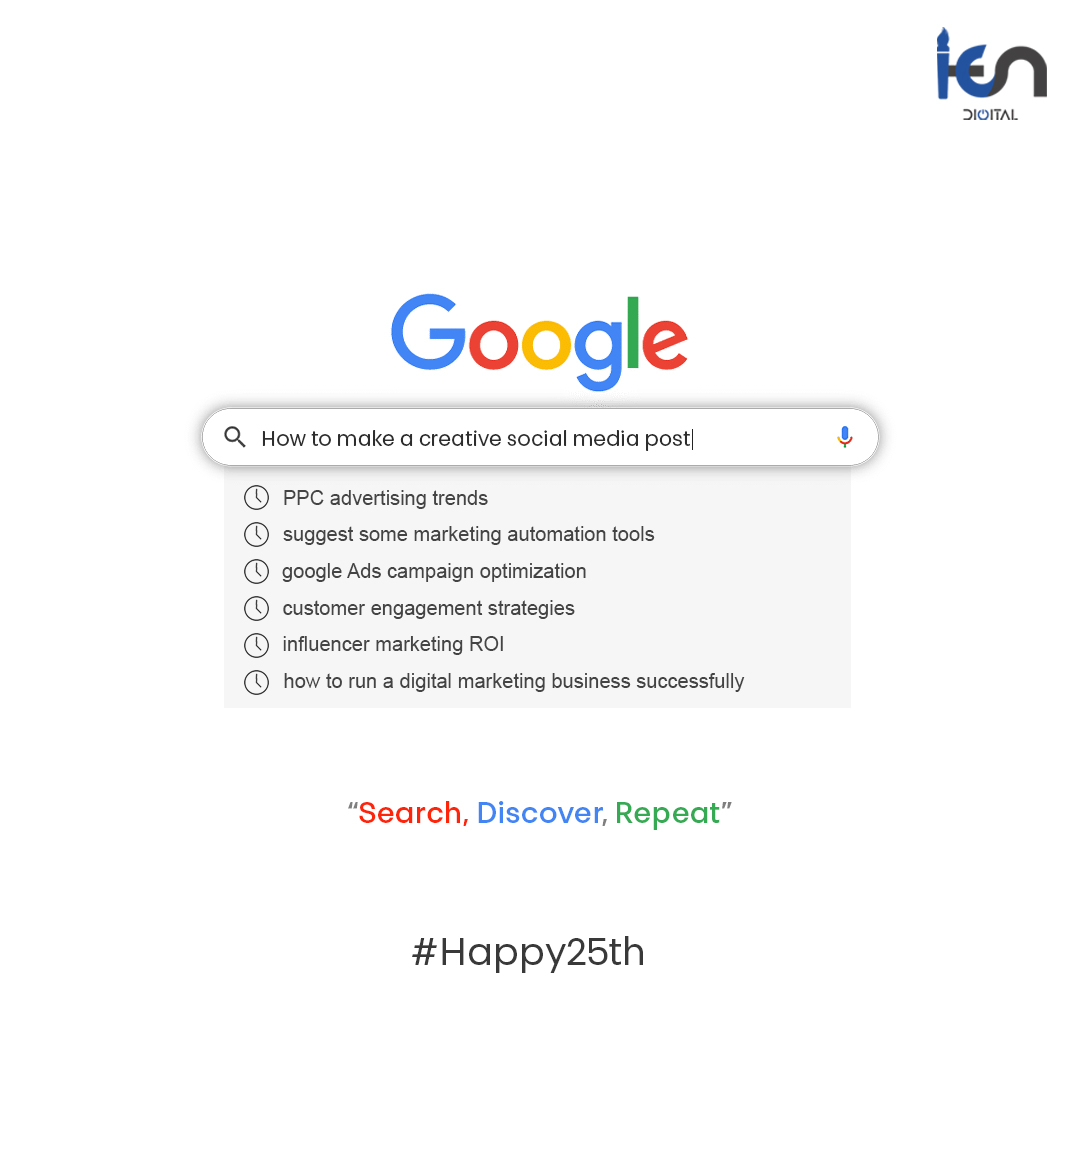 ien
DIGITAL
Google
How to make a creative social media post
PPC advertising trends
suggest some marketing automation tools
google Ads campaign optimization
customer engagement strategies
influencer marketing ROI
how to run a digital marketing business successfully
“Search, Discover, Repeat”
#Happy25th